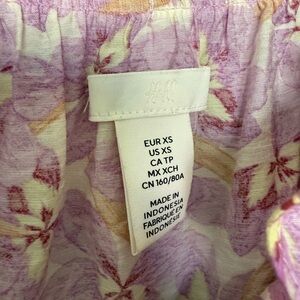 EUR XS
US XS
CA TP
MX XCH
CN 160/80A
MADE IN
INDONESIA
FABRIQUÉ EN
INDONÉSIE